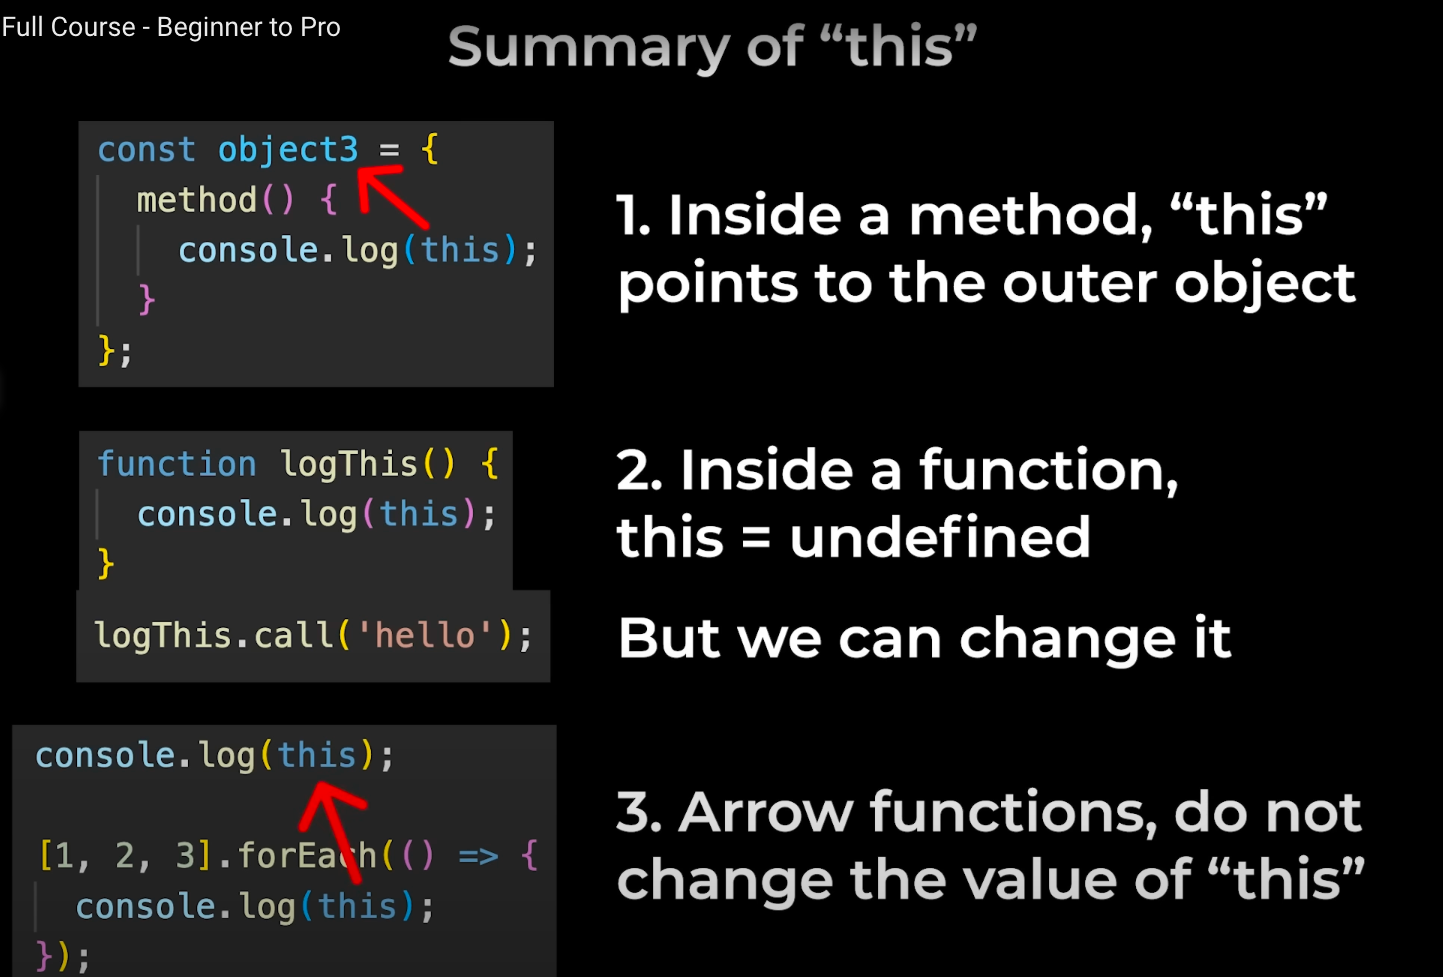 Full Course - Beginner to Pro
Summary of “this”
const object3 = {
method() {
console.log(this);
}
};
1. Inside a method, “this”
points to the outer object
function logThis() {
console.log(this);
}
logThis.call('hello');
2. Inside a function,
this = undefined
But we can change it
console.log(this);
[1, 2, 3].forEach(() => {
console.log(this);
});
3. Arrow functions, do not
change the value of “this”